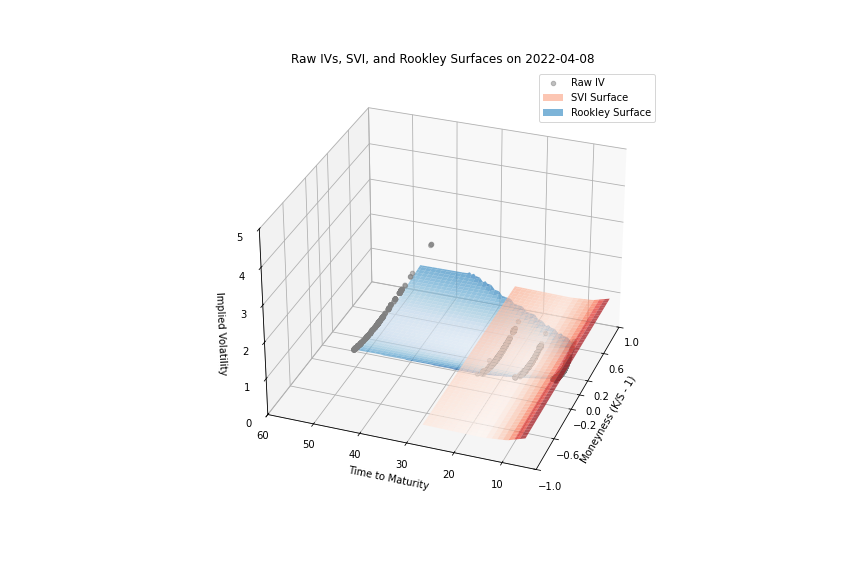 Raw IVs, SVI, and Rookley Surfaces on 2022-04-08
Raw IV
SVI Surface
Rookley Surface
5
4
3
2
1
0
Implied Volatility
60
50
40
30
20
10
Time to Maturity
1.0
0.6
0.2
0.0
−0.2
−0.6
−1.0
Moneyness (K/S - 1)